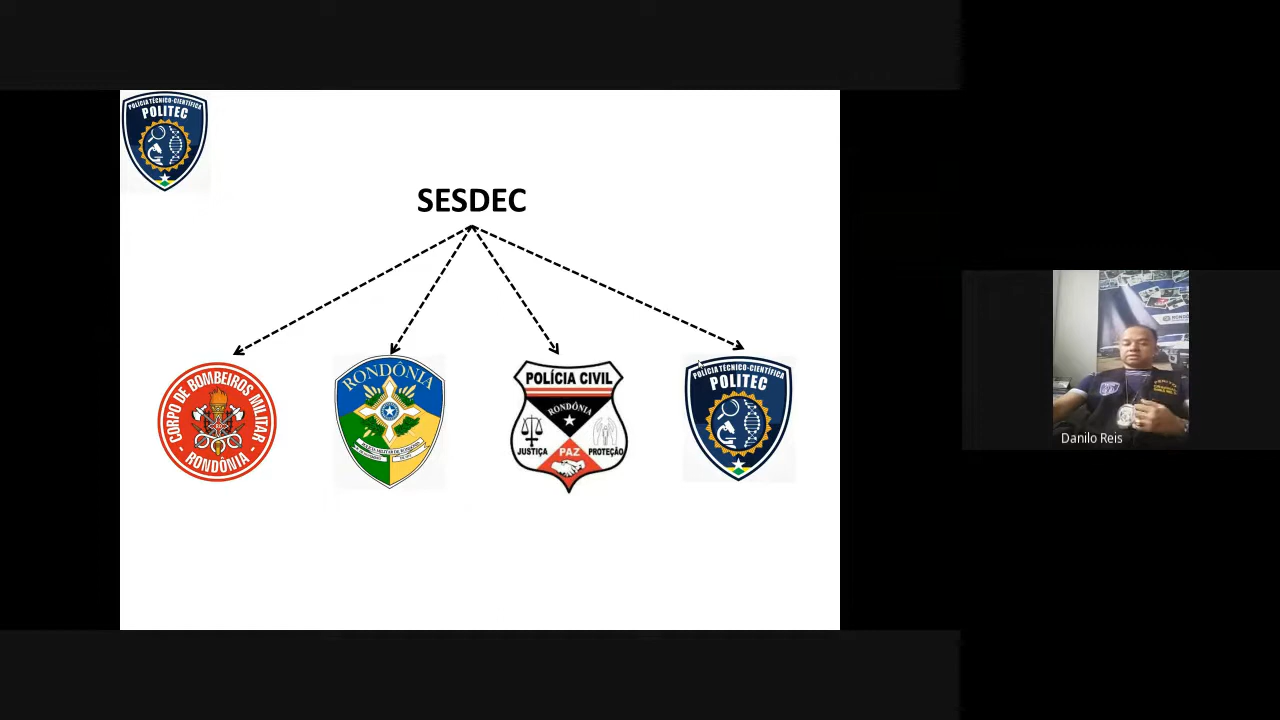 POLÍCIA TÉCNICO-CIENTÍFICA
POLITEC
SESDEC
CORPO DE BOMBEIROS MILITAR
- RONDÔNIA -
RONDÔNIA
POLÍCIA CIVIL
RONDÔNIA
JUSTIÇA
PAZ
PROTEÇÃO
POLÍCIA TÉCNICO-CIENTÍFICA
POLITEC
Danilo Reis